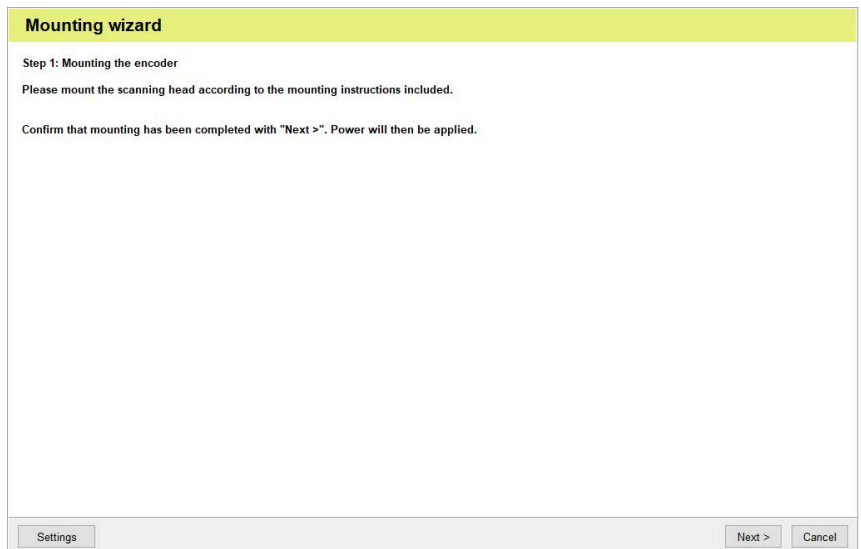 Mounting wizard
Step 1: Mounting the encoder
Please mount the scanning head according to the mounting instructions included.
Confirm that mounting has been completed with "Next >". Power will then be applied.
Settings
Next >
Cancel